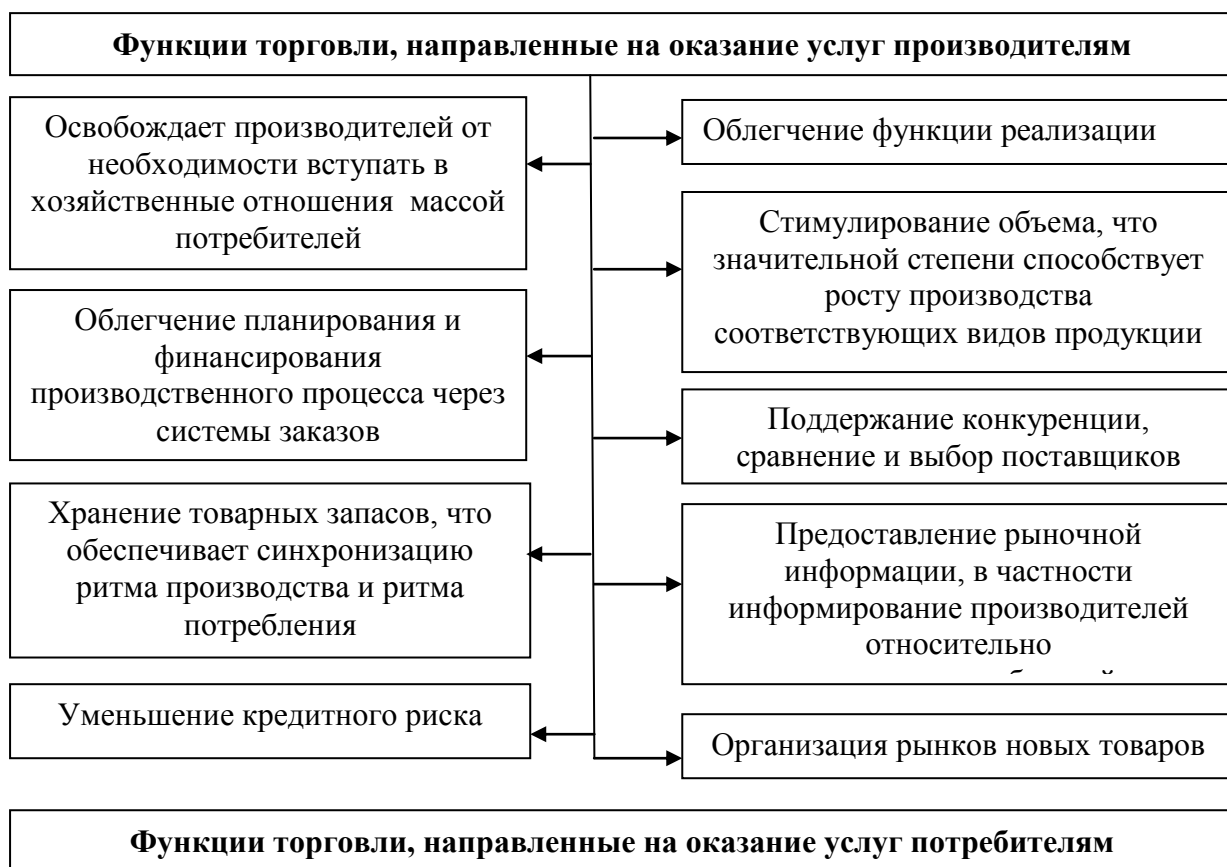 Функции торговли, направленные на оказание услуг производителям
Освобождает производителей от
необходимости вступать в
хозяйственные отношения массой
потребителей
Облегчение планирования и
финансирования
производственного процесса через
системы заказов
Хранение товарных запасов, что
обеспечивает синхронизацию
ритма производства и ритма
потребления
Уменьшение кредитного риска
Облегчение функции реализации
Стимулирование объема, что
значительной степени способствует
росту производства
соответствующих видов продукции
Поддержание конкуренции,
сравнение и выбор поставщиков
Предоставление рыночной
информации, в частности
информирование производителей
относительно
Организация рынков новых товаров
Функции торговли, направленные на оказание услуг потребителям